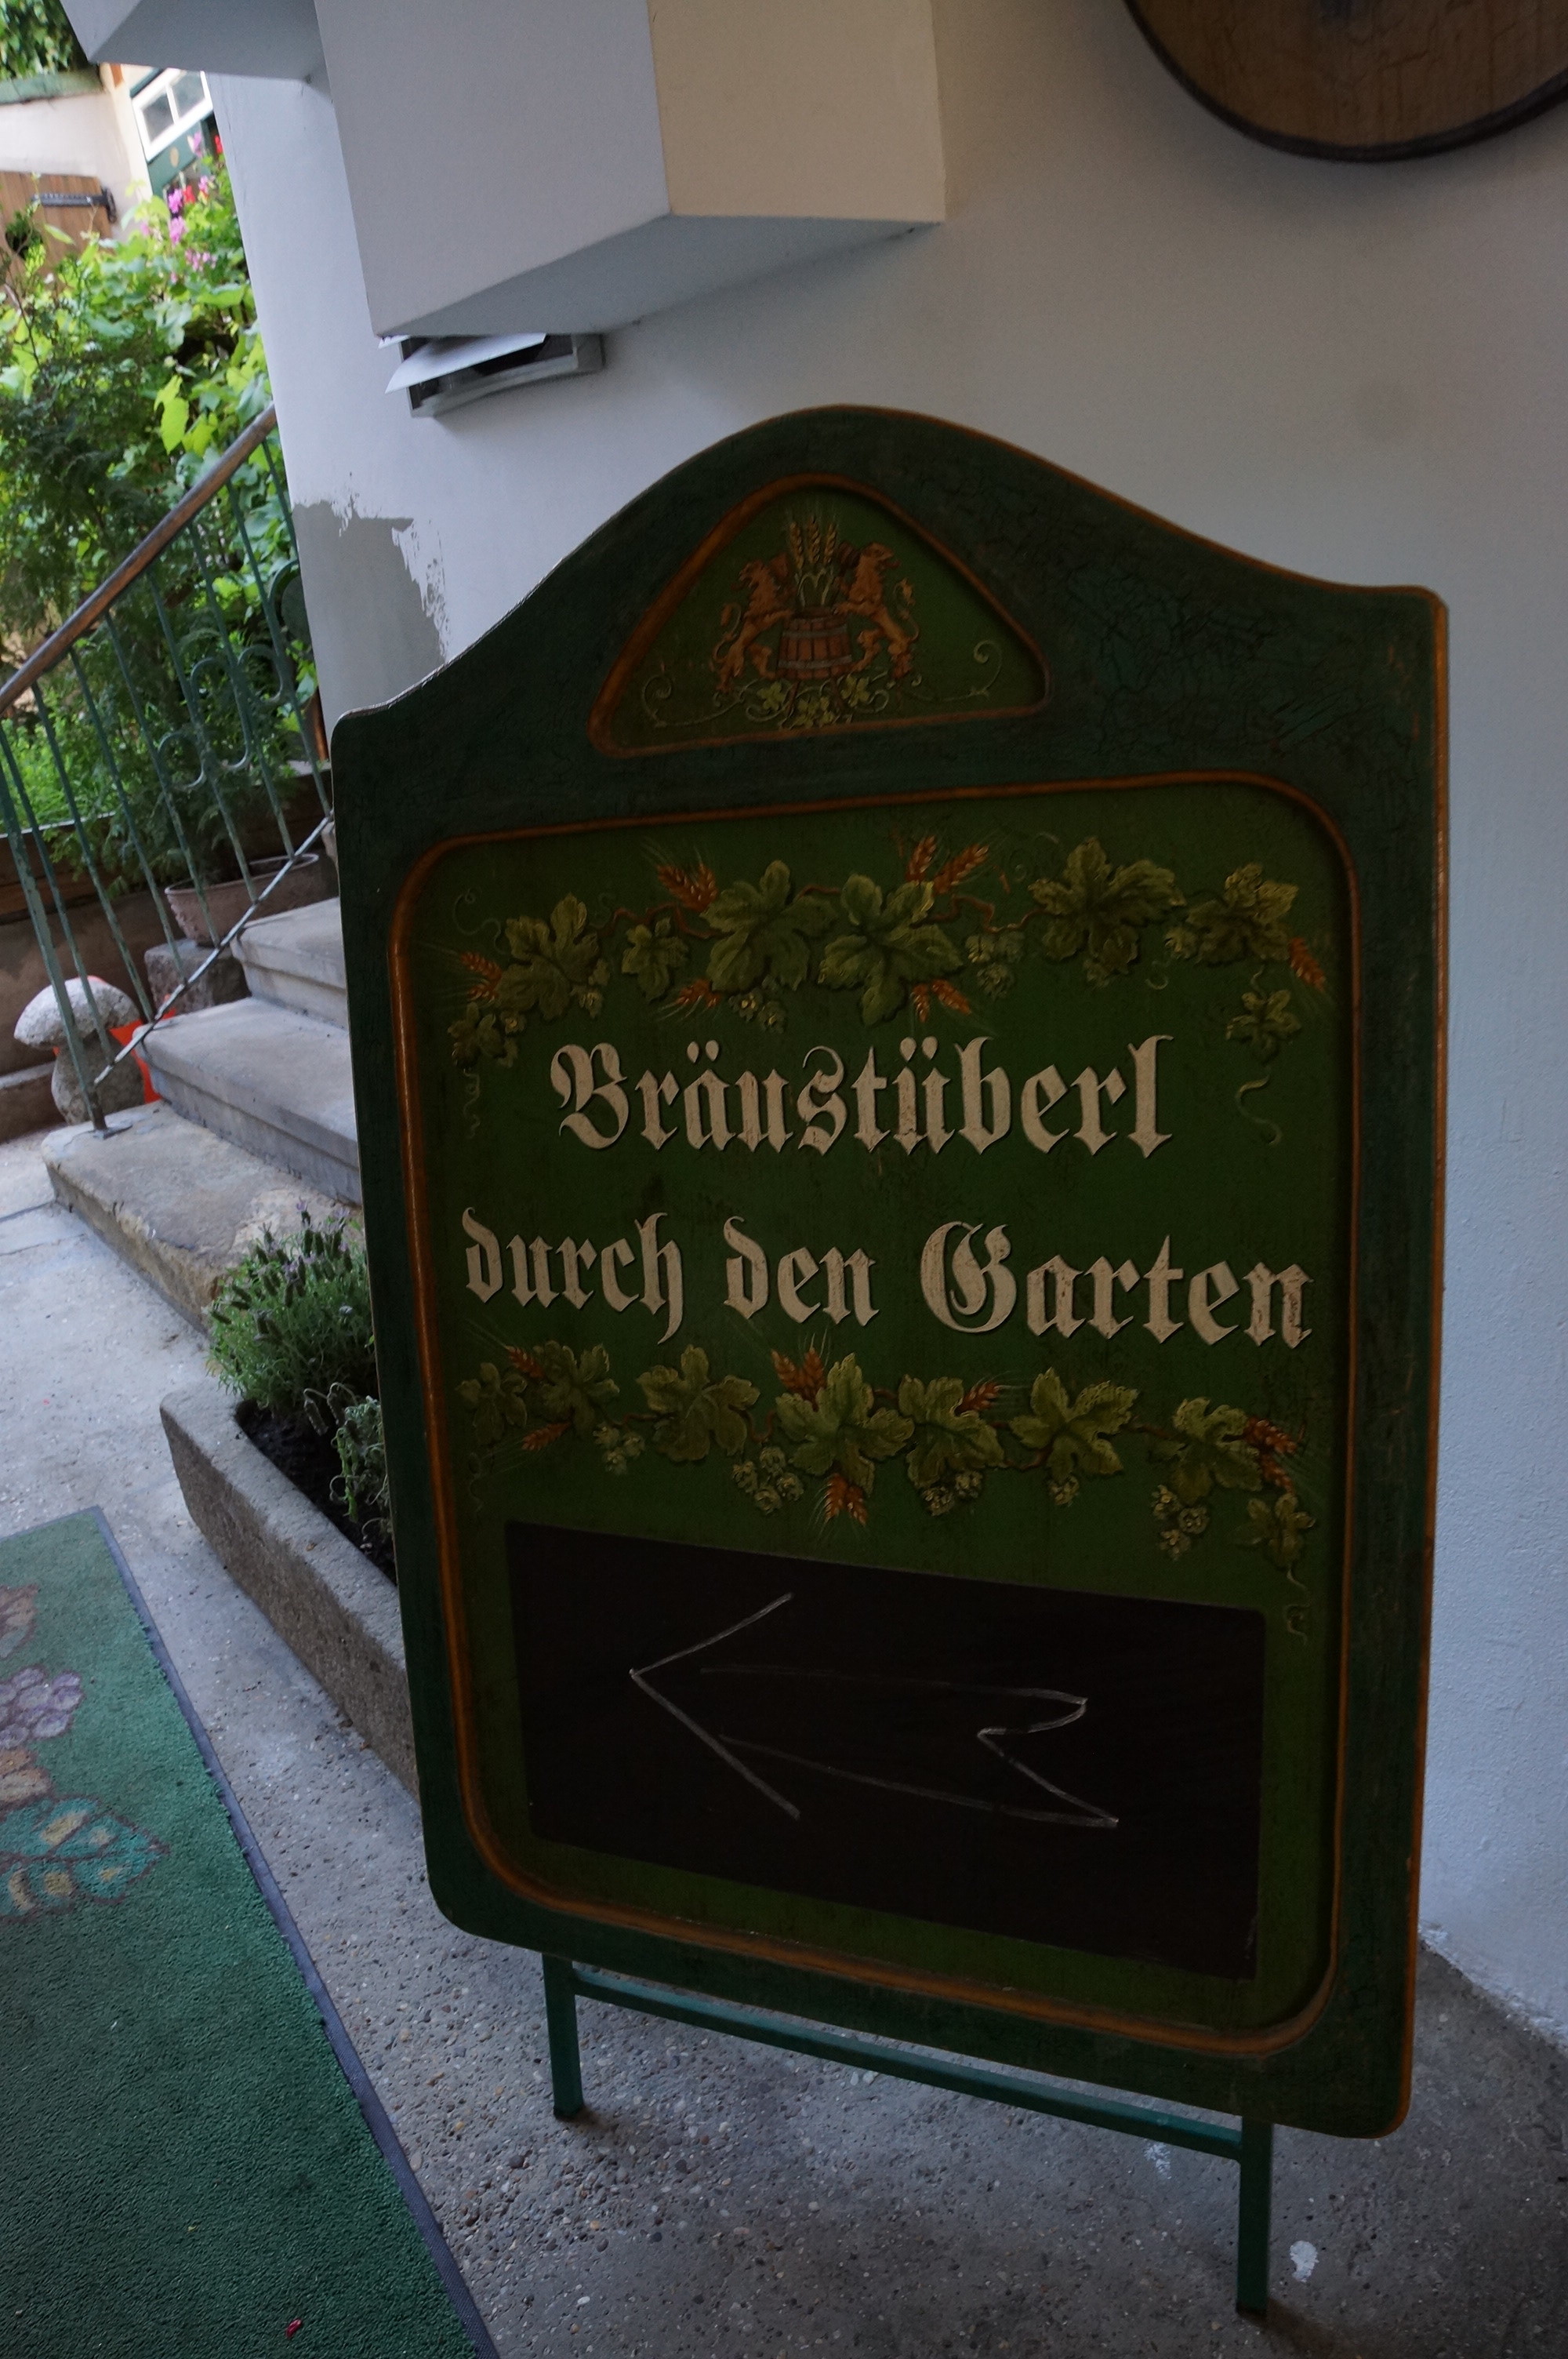 Bräustüberl
durch den Garten